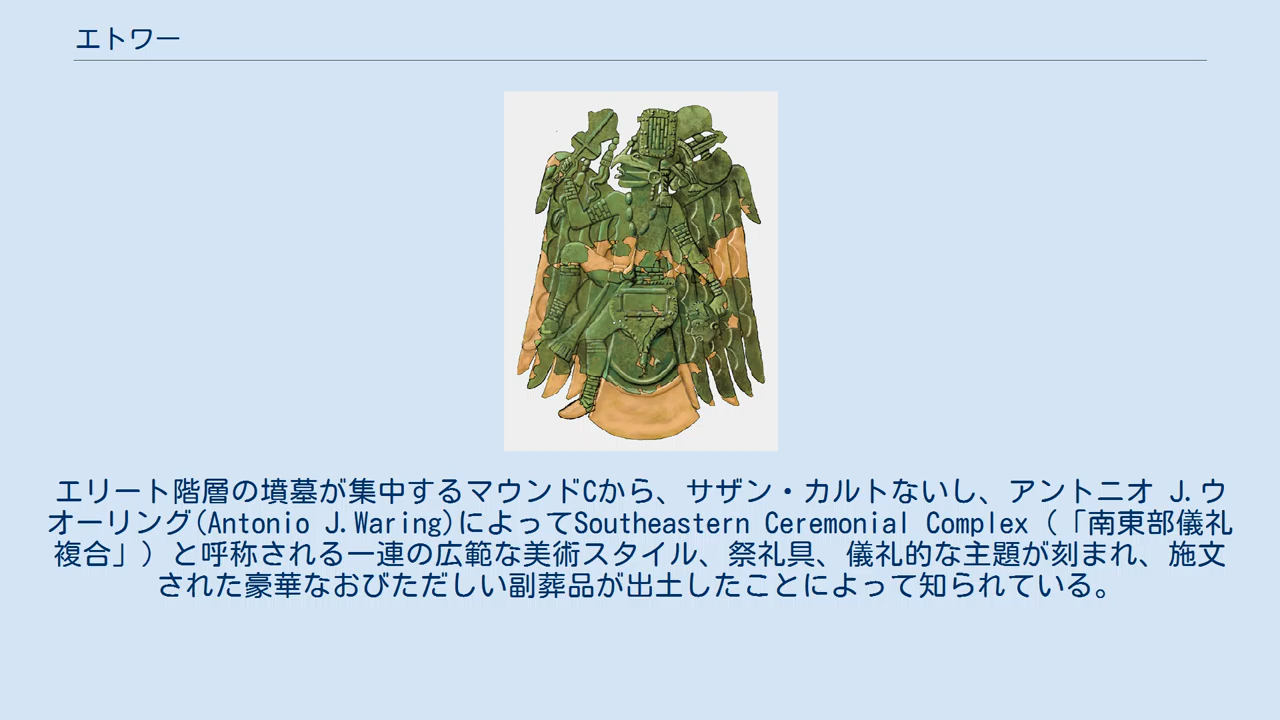 エトワー
エリート階層の墳墓が集中するマウンドCから、サザン・カルトないし、アントニオ J.ウ
オーリング(Antonio J.Waring)によってSoutheastern Ceremonial Complex（「南東部儀礼
複合」）と呼称される一連の広範な美術スタイル、祭礼具、儀礼的な主題が刻まれ、施文
された豪華なおびただしい副葬品が出土したことによって知られている。